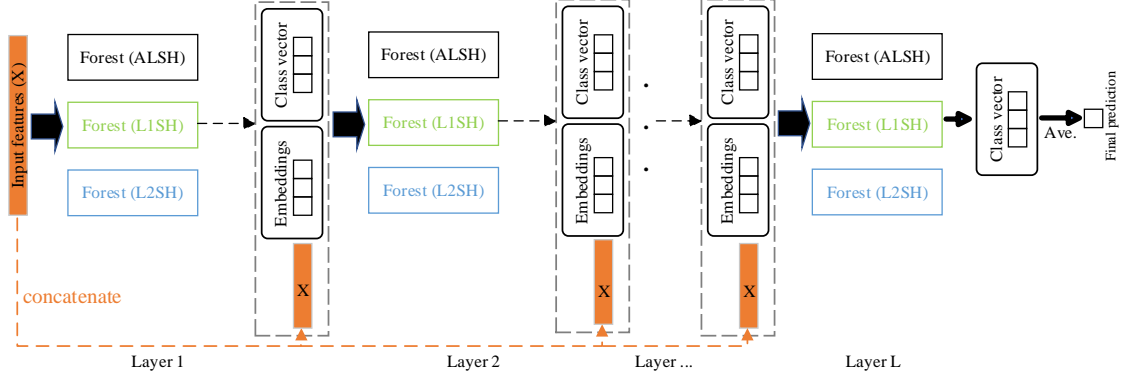 Input features (X)
Forest (ALSH)
Forest (L1SH)
Forest (L2SH)
Class vector
Embeddings
X
Forest (ALSH)
Forest (L1SH)
Forest (L2SH)
Class vector
Embeddings
X
. . .
Class vector
Embeddings
X
Forest (ALSH)
Forest (L1SH)
Forest (L2SH)
Class vector
Ave.
Final prediction
concatenate
Layer 1
Layer 2
Layer ...
Layer L